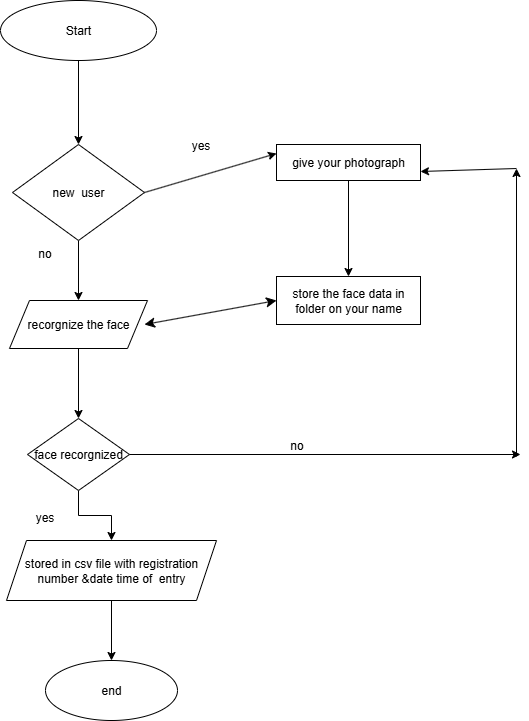 Start
yes
give your photograph
new  user
no
store the face data in
folder on your name
recorgnize the face
no
face recorgnized
yes
stored in csv file with registration
number &date time of  entry
end